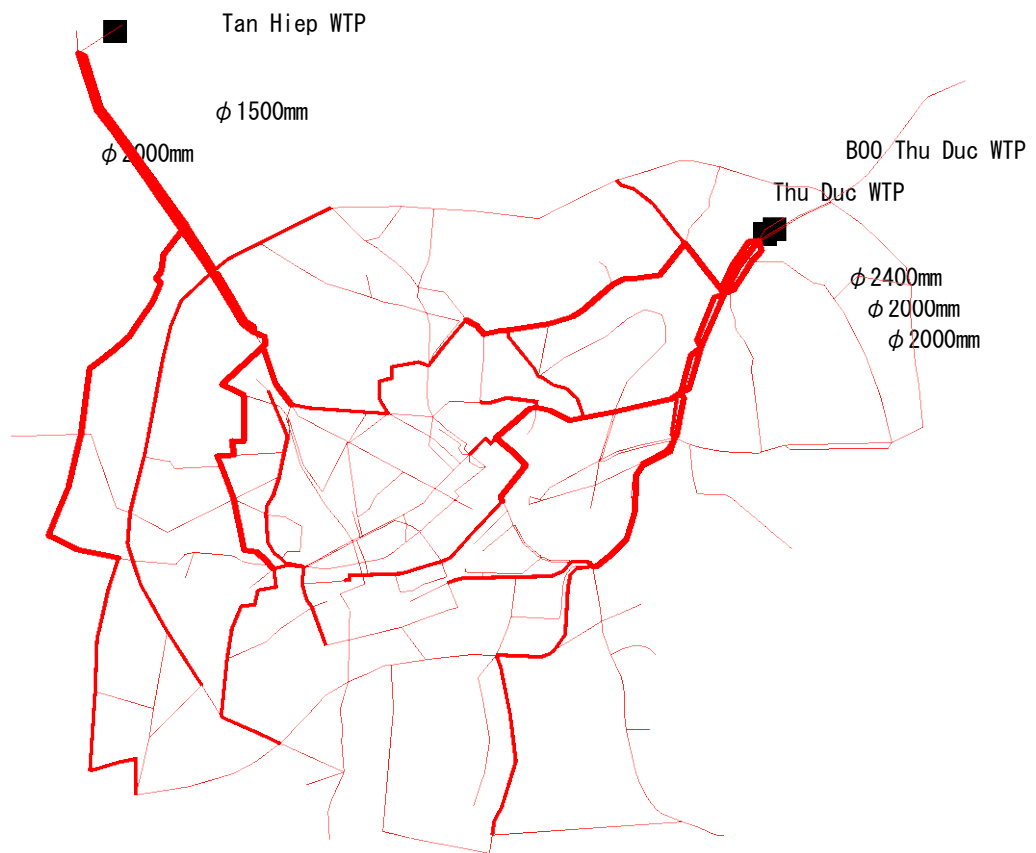 Tan Hiep WTP
φ1500mm
φ2000mm
BOO Thu Duc WTP
Thu Duc WTP
φ2400mm
φ2000mm
φ2000mm